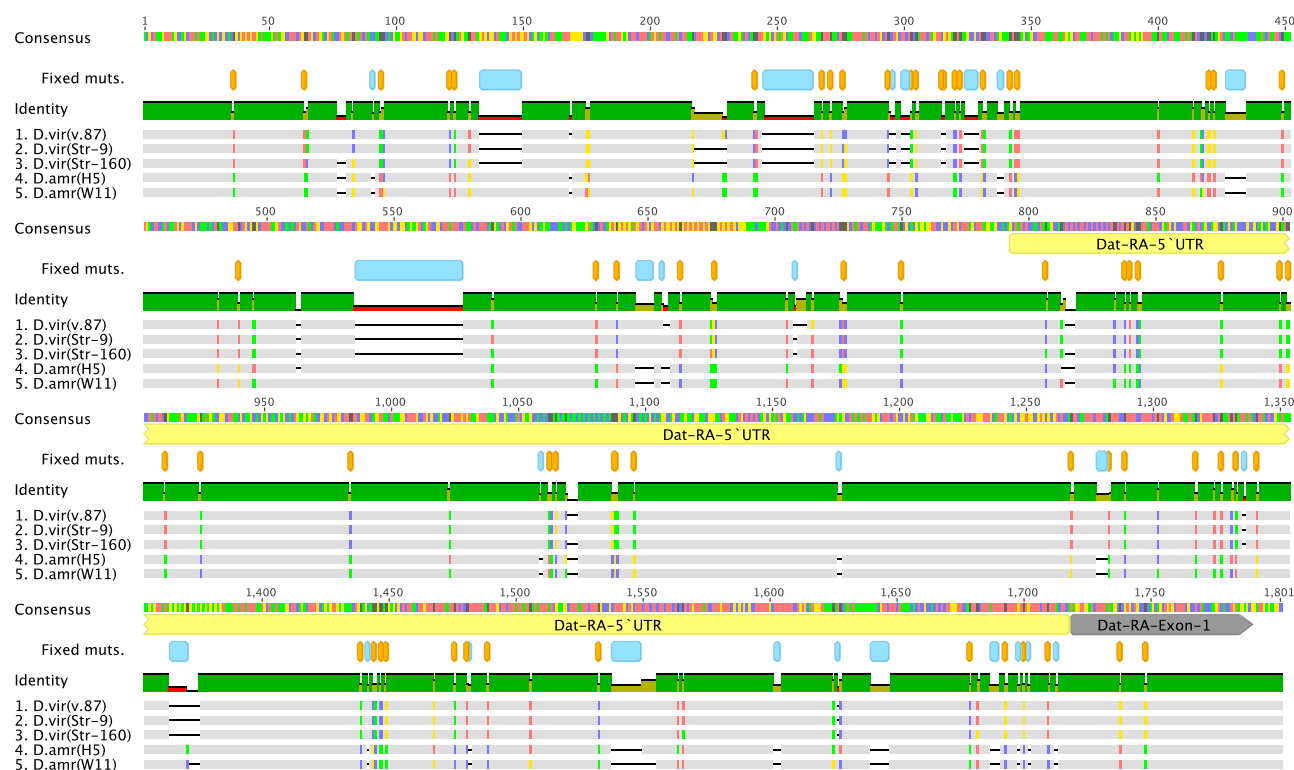 1 50 100 150 200 250 300 350 400 450
Consensus
Fixed muts.
Identity
1. D.vir(v.87)
2. D.vir(Str-9)
3. D.vir(Str-160)
4. D.amr(H5)
5. D.amr(W11)
500 550 600 650 700 750 800 850 900
Consensus
Dat-RA-5`UTR
Fixed muts.
Identity
1. D.vir(v.87)
2. D.vir(Str-9)
3. D.vir(Str-160)
4. D.amr(H5)
5. D.amr(W11)
950 1,000 1,050 1,100 1,150 1,200 1,250 1,300 1,350
Consensus
Dat-RA-5`UTR
Fixed muts.
Identity
1. D.vir(v.87)
2. D.vir(Str-9)
3. D.vir(Str-160)
4. D.amr(H5)
5. D.amr(W11)
1,400 1,450 1,500 1,550 1,600 1,650 1,700 1,750 1,801
Consensus
Dat-RA-5`UTR Dat-RA-Exon-1
Fixed muts.
Identity
1. D.vir(v.87)
2. D.vir(Str-9)
3. D.vir(Str-160)
4. D.amr(H5)
5. D.amr(W11)